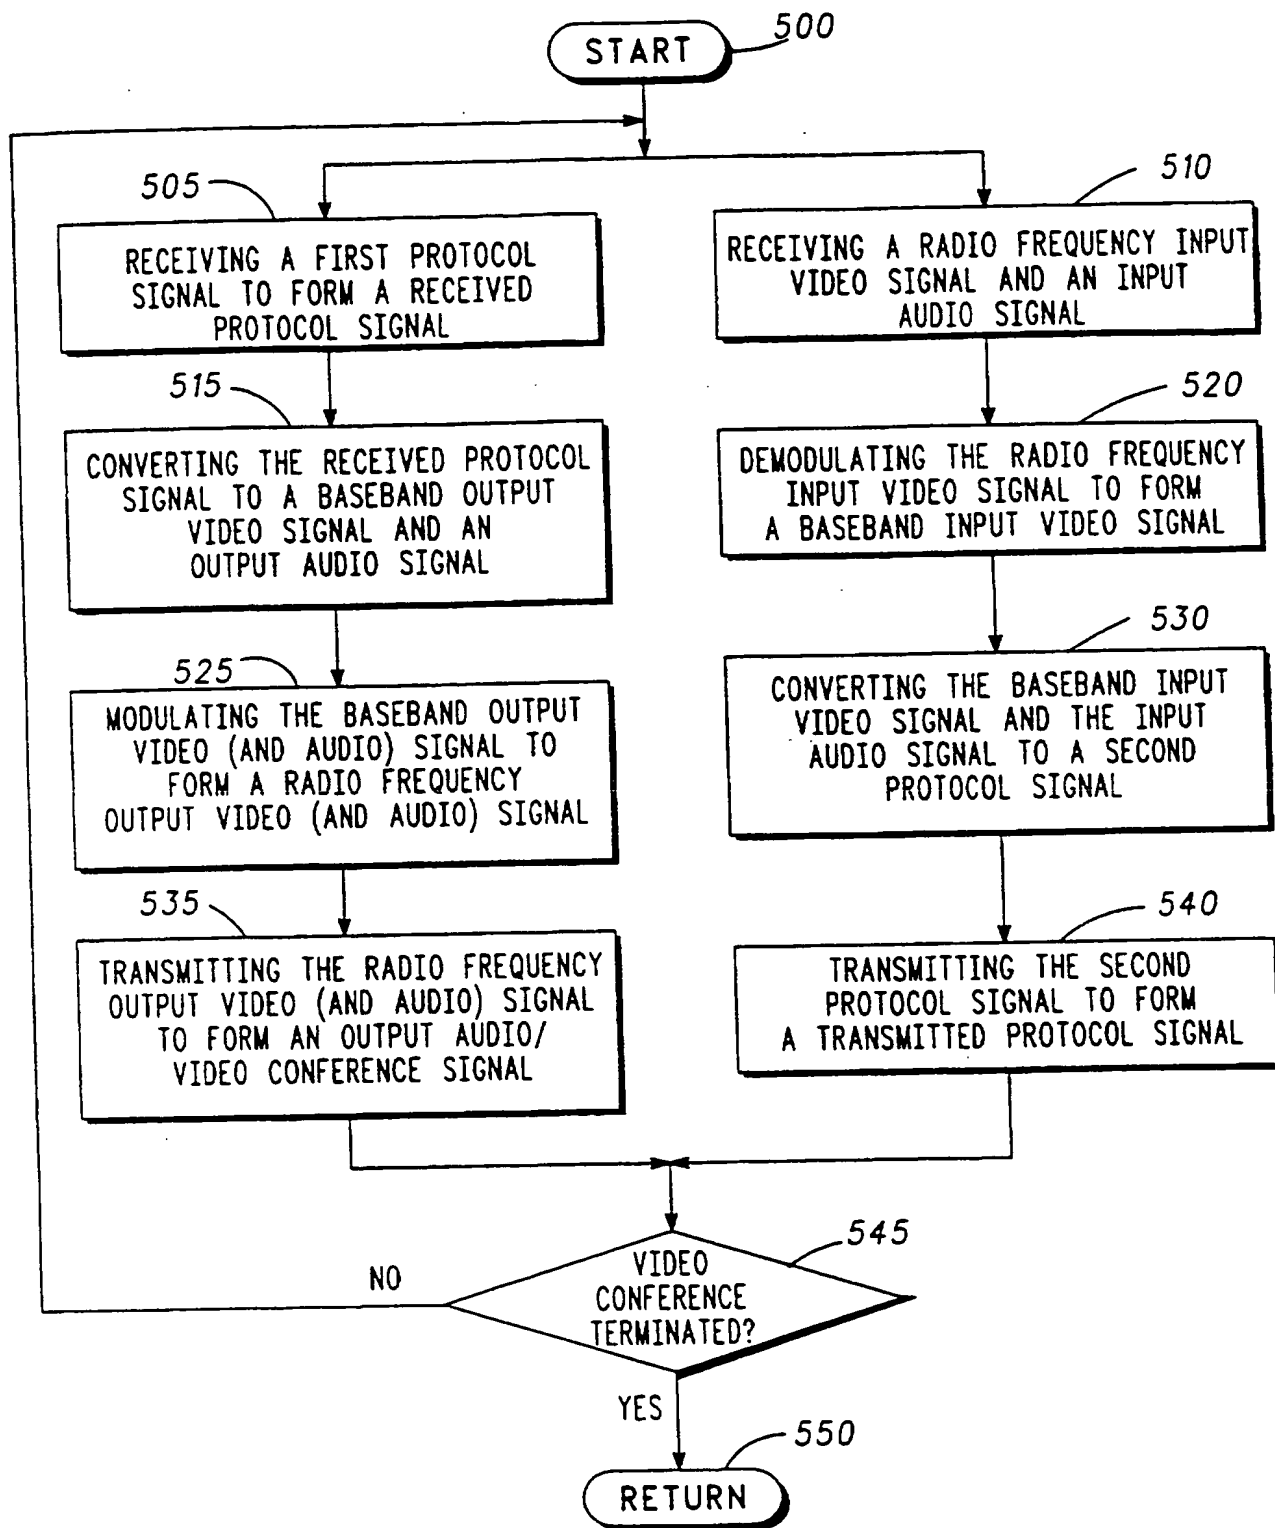 500
START
505
RECEIVING A FIRST PROTOCOL
SIGNAL TO FORM A RECEIVED
PROTOCOL SIGNAL
510
RECEIVING A RADIO FREQUENCY INPUT
VIDEO SIGNAL AND AN INPUT
AUDIO SIGNAL
515
CONVERTING THE RECEIVED PROTOCOL
SIGNAL TO A BASEBAND OUTPUT
VIDEO SIGNAL AND AN
OUTPUT AUDIO SIGNAL
520
DEMODULATING THE RADIO FREQUENCY
INPUT VIDEO SIGNAL TO FORM
A BASEBAND INPUT VIDEO SIGNAL
525
MODULATING THE BASEBAND OUTPUT
VIDEO (AND AUDIO) SIGNAL TO
FORM A RADIO FREQUENCY
OUTPUT VIDEO (AND AUDIO) SIGNAL
530
CONVERTING THE BASEBAND INPUT
VIDEO SIGNAL AND THE INPUT
AUDIO SIGNAL TO A SECOND
PROTOCOL SIGNAL
535
TRANSMITTING THE RADIO FREQUENCY
OUTPUT VIDEO (AND AUDIO) SIGNAL
TO FORM AN OUTPUT AUDIO/
VIDEO CONFERENCE SIGNAL
540
TRANSMITTING THE SECOND
PROTOCOL SIGNAL TO FORM
A TRANSMITTED PROTOCOL SIGNAL
545
VIDEO
CONFERENCE
TERMINATED?
NO
YES
550
RETURN